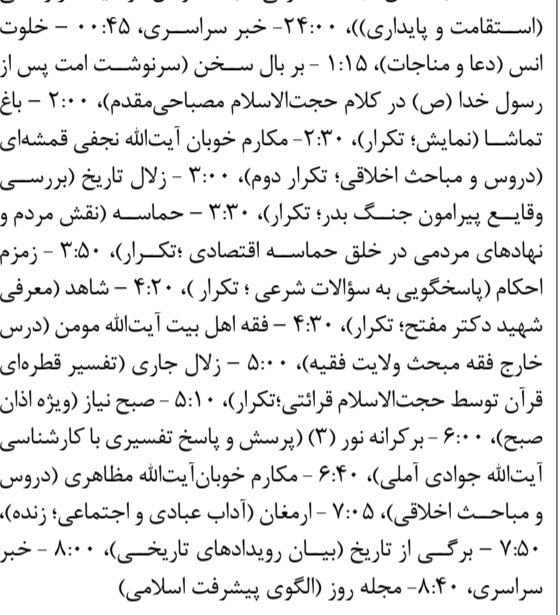 (استقامت و پایداری))، ۲۴:۰۰- خبر سراسری، ۰۰:۴۵ – خلوت
انس (دعا و مناجات)، ۱:۱۵ - بر بال سخن (سرنوشت امت پس از
رسول خدا (ص) در کلام حجت‌الاسلام مصباحی‌مقدم)، ۲:۰۰ – باغ
تماشا (نمایش؛ تکرار)، ۲:۳۰- مکارم خوبان آیت‌الله نجفی قمشه‌ای
(دروس و مباحث اخلاقی؛ تکرار دوم)، ۳:۰۰ - زلال تاریخ (بررسی
وقایع پیرامون جنگ بدر؛ تکرار)، ۳:۳۰ – حماسه (نقش مردم و
نهادهای مردمی در خلق حماسه اقتصادی ؛تکرار)، ۳:۵۰ - زمزم
احکام (پاسخگویی به سؤالات شرعی ؛ تکرار )، ۴:۲۰ – شاهد (معرفی
شهید دکتر مفتح؛ تکرار)، ۴:۳۰ – فقه اهل بیت آیت‌الله مومن (درس
خارج فقه مبحث ولایت فقیه)، ۵:۰۰ – زلال جاری (تفسیر قطره‌ای
قرآن توسط حجت‌الاسلام قرائتی؛تکرار)، ۵:۱۰ - صبح نیاز (ویژه اذان
صبح)، ۶:۰۰ - بر کرانه نور (۳) (پرسش و پاسخ تفسیری با کارشناسی
آیت‌الله جوادی آملی)، ۶:۴۰ - مکارم خوبان‌آیت‌الله مظاهری (دروس
و مباحث اخلاقی)، ۷:۰۵ - ارمغان (آداب عبادی و اجتماعی؛ زنده)،
۷:۵۰ – برگی از تاریخ (بیان رویدادهای تاریخی)، ۸:۰۰ - خبر
سراسری، ۸:۴۰- مجله روز (الگوی پیشرفت اسلامی)